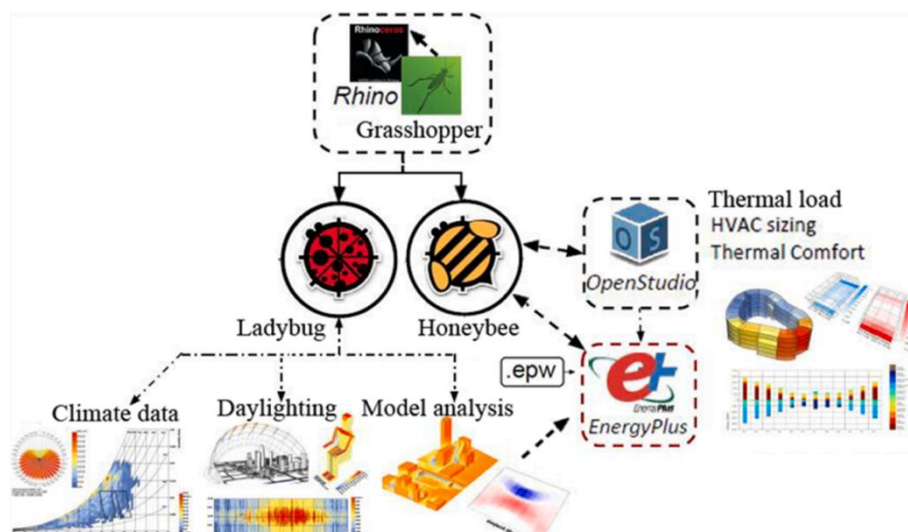 Rhinoceros
Rhino
Grasshopper
Thermal load
HVAC sizing
Thermal Comfort
OS
OpenStudio
Ladybug
Honeybee
.epw
EnergyPlus
EnergyPlus
Climate data
Daylighting
Model analysis